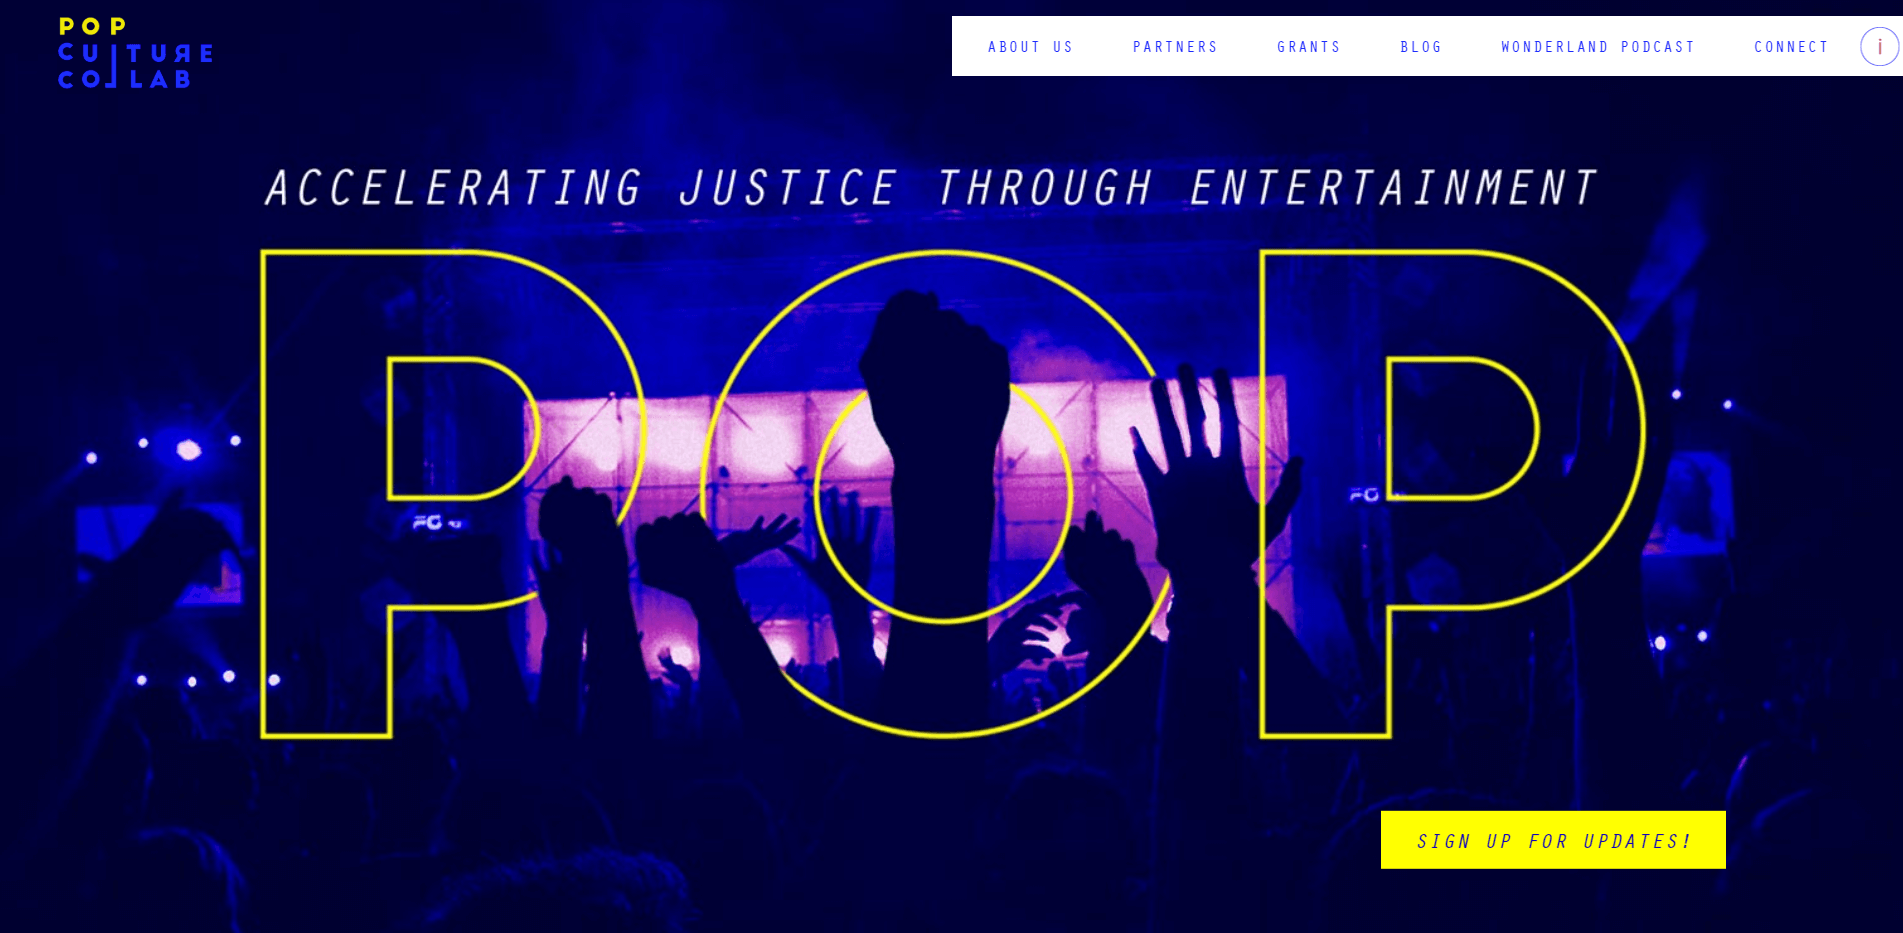 POP
CULTURE
COLLAB
ABOUT US
PARTNERS
GRANTS
BLOG
WONDERLAND PODCAST
CONNECT
i
ACCELERATING JUSTICE THROUGH ENTERTAINMENT
POP
SIGN UP FOR UPDATES!